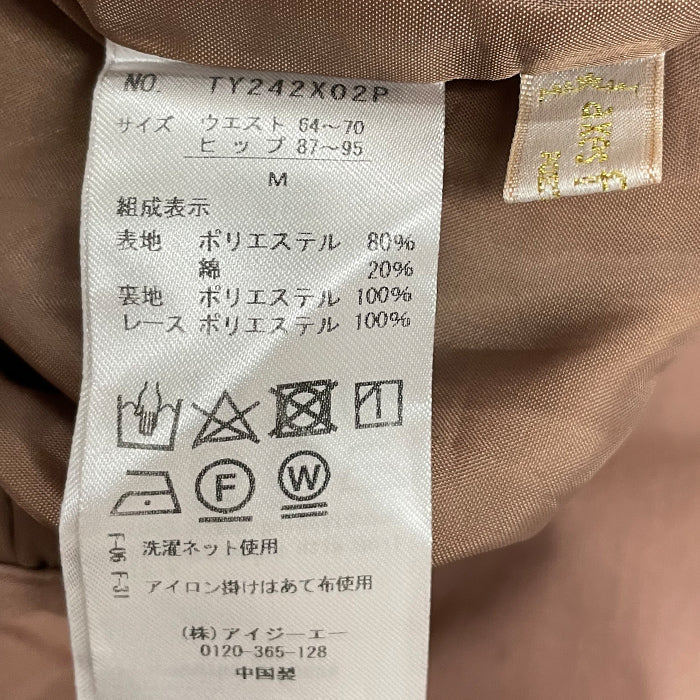 NO. TY242X02P
サイズ ウエスト 64～70
ヒップ 87～95
M
組成表示
表地 ポリエステル 80%
綿 20%
裏地 ポリエステル 100%
レース ポリエステル 100%
F
W
F-06 F-31
洗濯ネット使用
アイロン掛けはあて布使用
(株)アイジーエー
0120-365-128
中国製